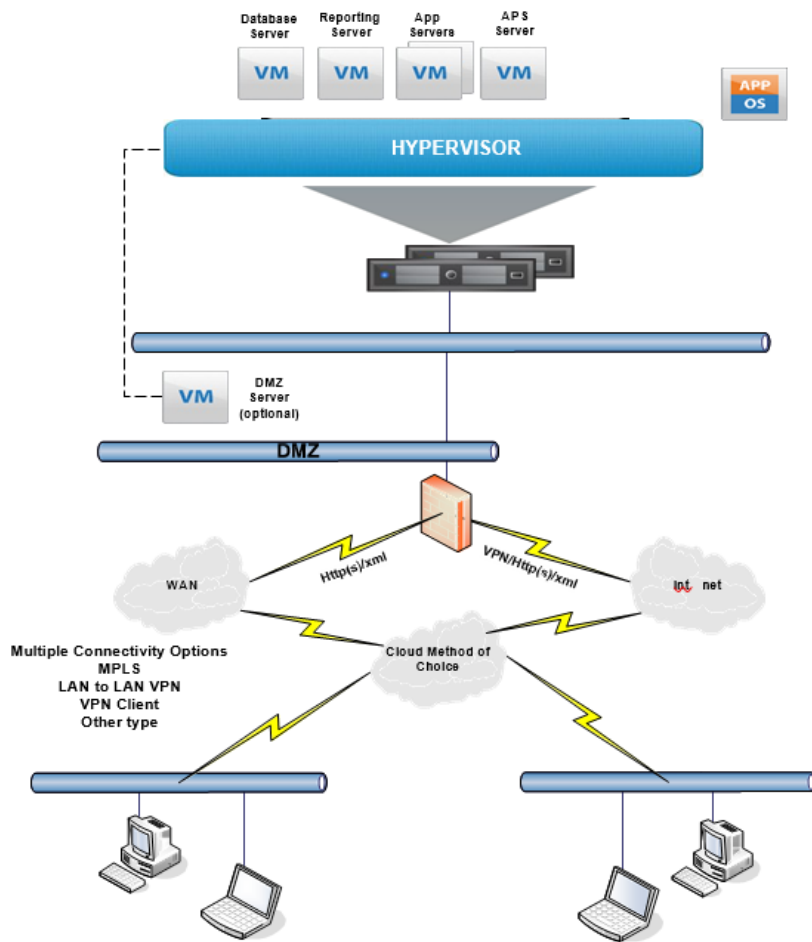 Database
Server
Reporting
Server
App
Servers
APS
Server
VM
VM
VM
VM
APP
OS
HYPERVISOR
VM
DMZ
Server
(optional)
DMZ
Http(s)/xml
VPN/Http(s)/xml
WAN
Int net
Cloud Method of
Choice
Multiple Connectivity Options
MPLS
LAN to LAN VPN
VPN Client
Other type